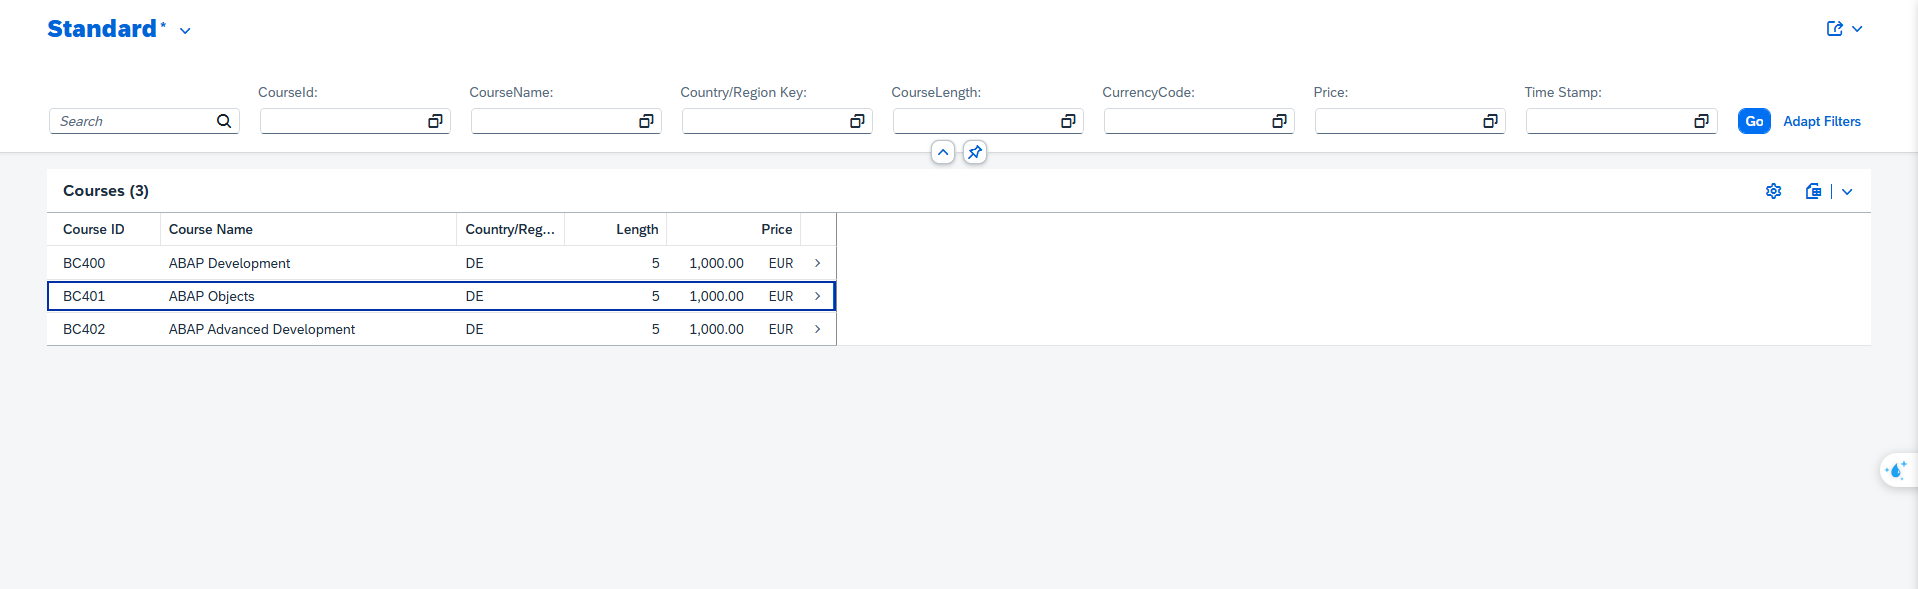 Standard*
CourseId: CourseName: Country/Region Key: CourseLength: CurrencyCode: Price: Time Stamp:
Search Go Adapt Filters
Courses (3)
Course ID Course Name Country/Reg... Length Price
BC400 ABAP Development DE 5 1,000.00 EUR
BC401 ABAP Objects DE 5 1,000.00 EUR
BC402 ABAP Advanced Development DE 5 1,000.00 EUR